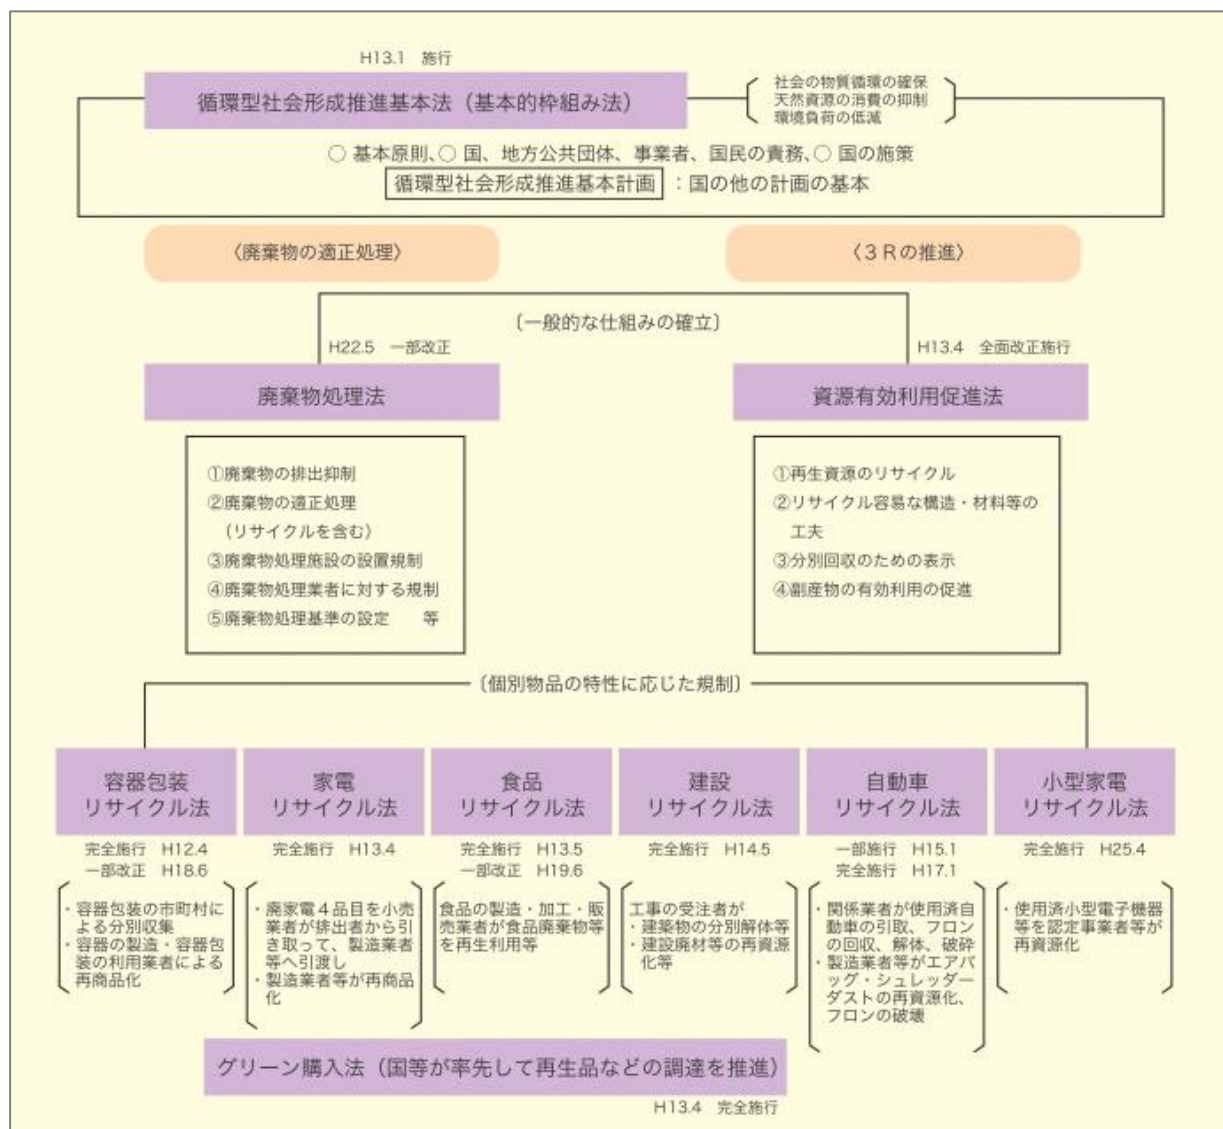 H13.1 施行
循環型社会形成推進基本法（基本的枠組み法）
社会の物質循環の確保
天然資源の消費の抑制
環境負荷の低減
○ 基本原則、○ 国、地方公共団体、事業者、国民の責務、○ 国の施策
循環型社会形成推進基本計画 ：国の他の計画の基本
〈廃棄物の適正処理〉
〈３Ｒの推進〉
〔一般的な仕組みの確立〕
H22.5 一部改正
H13.4 全面改正施行
廃棄物処理法
資源有効利用促進法
①廃棄物の排出抑制
②廃棄物の適正処理
（リサイクルを含む）
③廃棄物処理施設の設置規制
④廃棄物処理業者に対する規制
⑤廃棄物処理基準の設定 等
①再生資源のリサイクル
②リサイクル容易な構造・材料等の
工夫
③分別回収のための表示
④副産物の有効利用の促進
〔個別物品の特性に応じた規制〕
容器包装
リサイクル法
完全施行 H12.4
一部改正 H18.6
・容器包装の市町村に
よる分別収集
・容器の製造・容器包
装の利用業者による
再商品化
家電
リサイクル法
完全施行 H13.4
・廃家電４品目を小売
業者が排出者から引
き取って、製造業者
等へ引渡し
・製造業者等が再商品
化
食品
リサイクル法
完全施行 H13.5
一部改正 H19.6
食品の製造・加工・販
売業者が食品廃棄物等
を再生利用等
建設
リサイクル法
完全施行 H14.5
工事の受注者が
・建築物の分別解体等
・建設廃材等の再資源
化等
自動車
リサイクル法
一部施行 H15.1
完全施行 H17.1
・関係業者が使用済自
動車の引取、フロン
の回収、解体、破砕
・製造業者等がエアバ
ッグ・シュレッダー
ダストの再資源化、
フロンの破壊
小型家電
リサイクル法
完全施行 H25.4
・使用済小型電子機器
等を認定事業者等が
再資源化
グリーン購入法（国等が率先して再生品などの調達を推進）
H13.4 完全施行